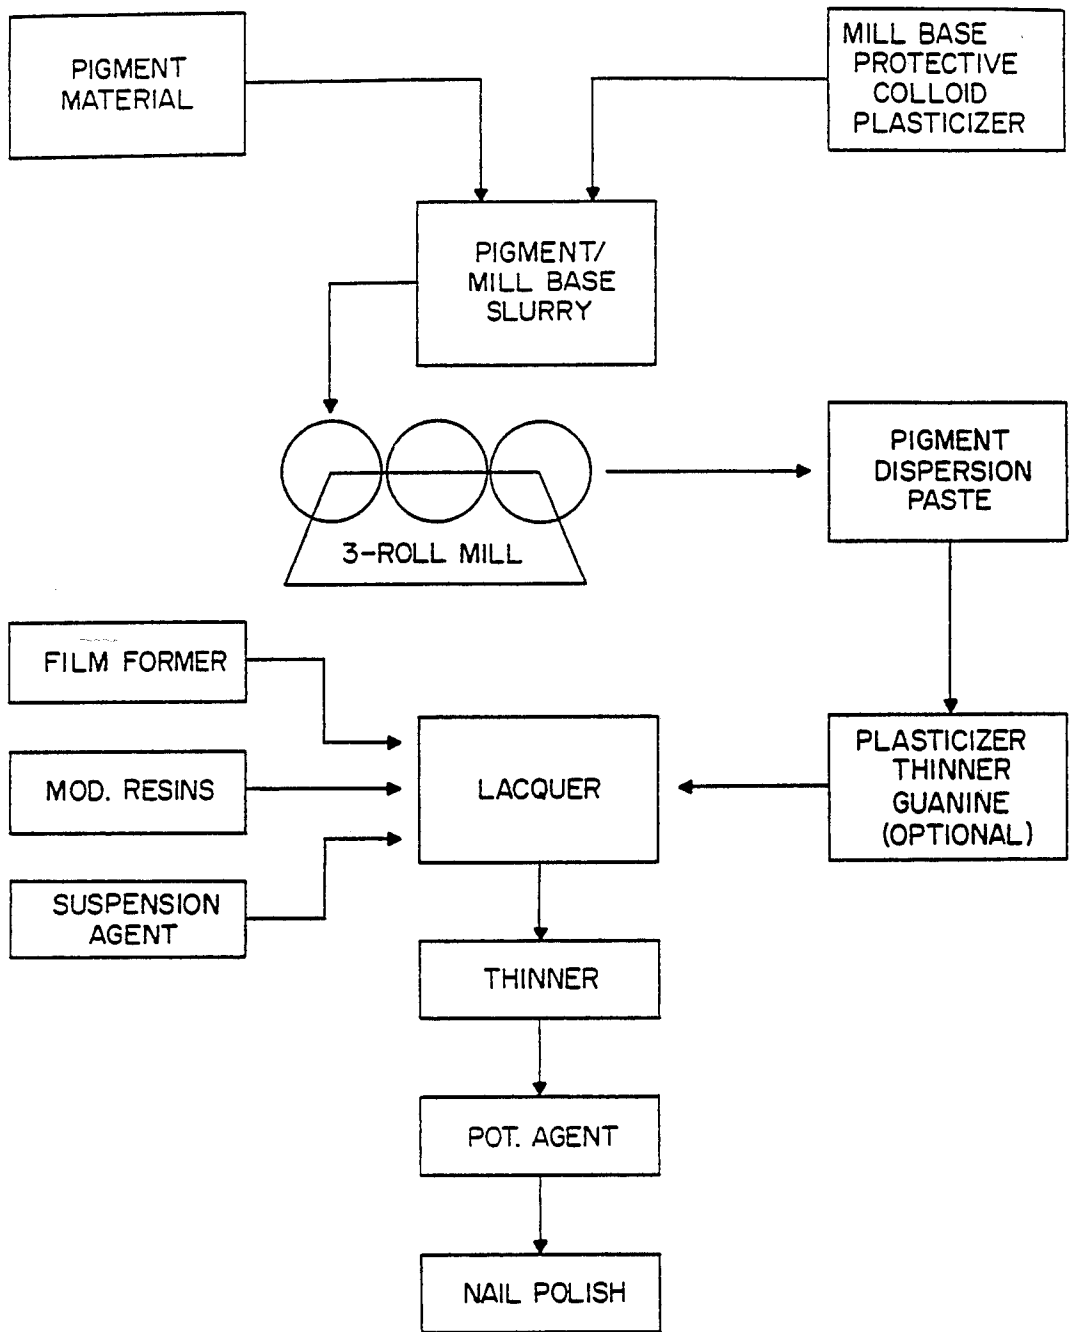 PIGMENT
MATERIAL
MILL BASE
PROTECTIVE
COLLOID
PLASTICIZER
PIGMENT/
MILL BASE
SLURRY
3-ROLL MILL
PIGMENT
DISPERSION
PASTE
FILM FORMER
MOD. RESINS
SUSPENSION
AGENT
LACQUER
PLASTICIZER
THINNER
GUANINE
(OPTIONAL)
THINNER
POT. AGENT
NAIL POLISH